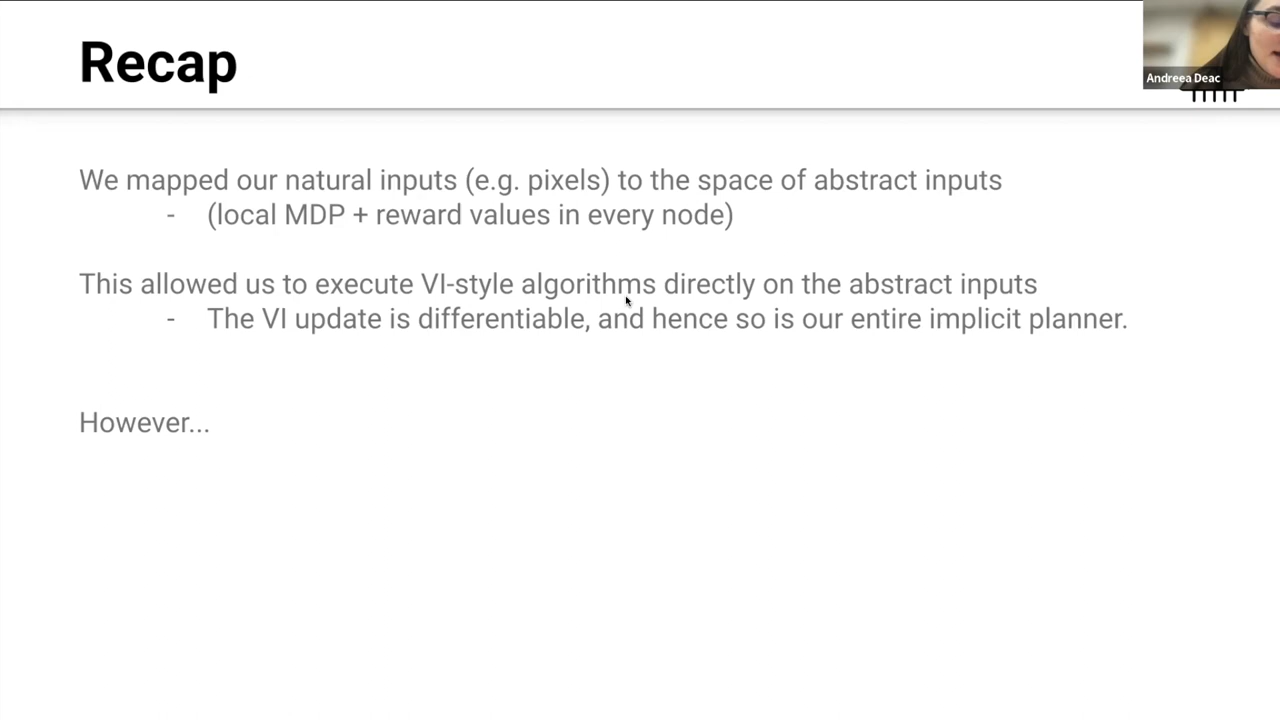 Recap
Andreea Deac
We mapped our natural inputs (e.g. pixels) to the space of abstract inputs
- (local MDP + reward values in every node)
This allowed us to execute VI-style algorithms directly on the abstract inputs
- The VI update is differentiable, and hence so is our entire implicit planner.
However...